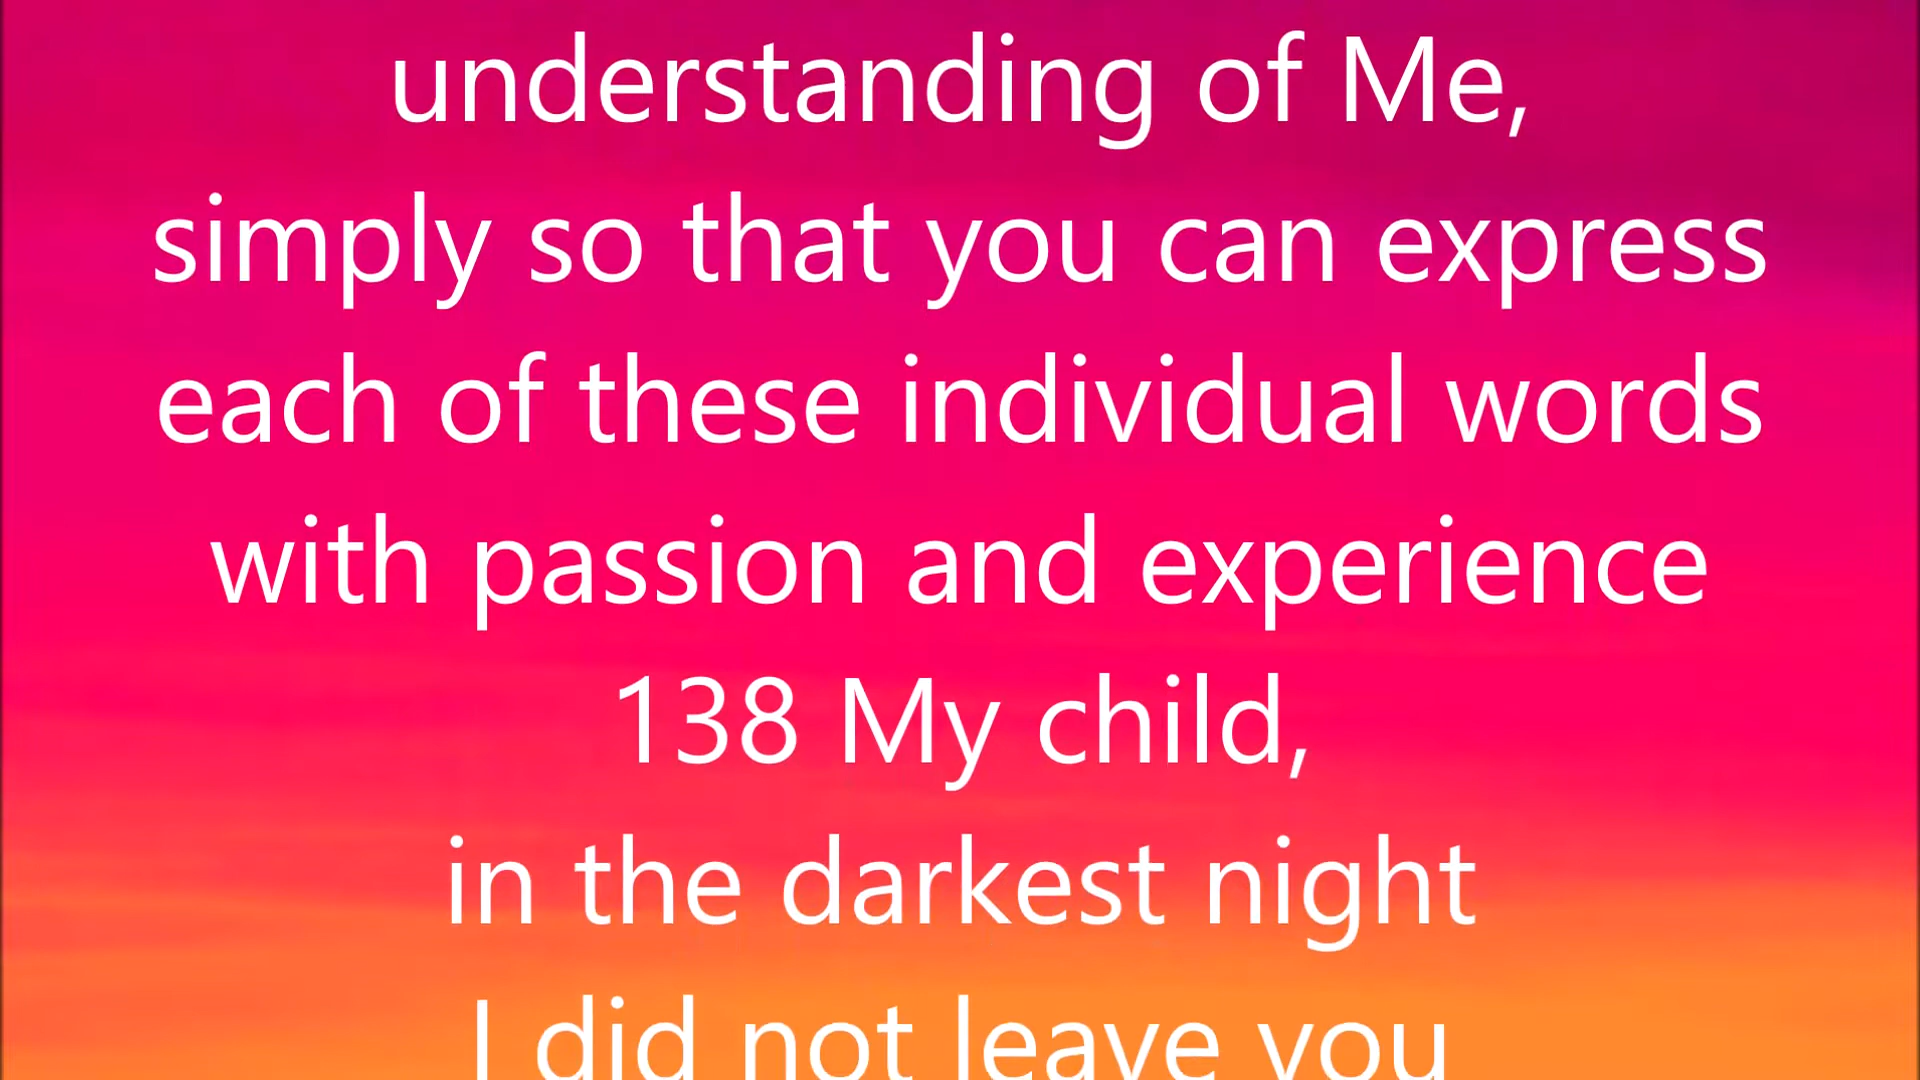 understanding of Me,
simply so that you can express
each of these individual words
with passion and experience
138 My child,
in the darkest night
I did not leave you